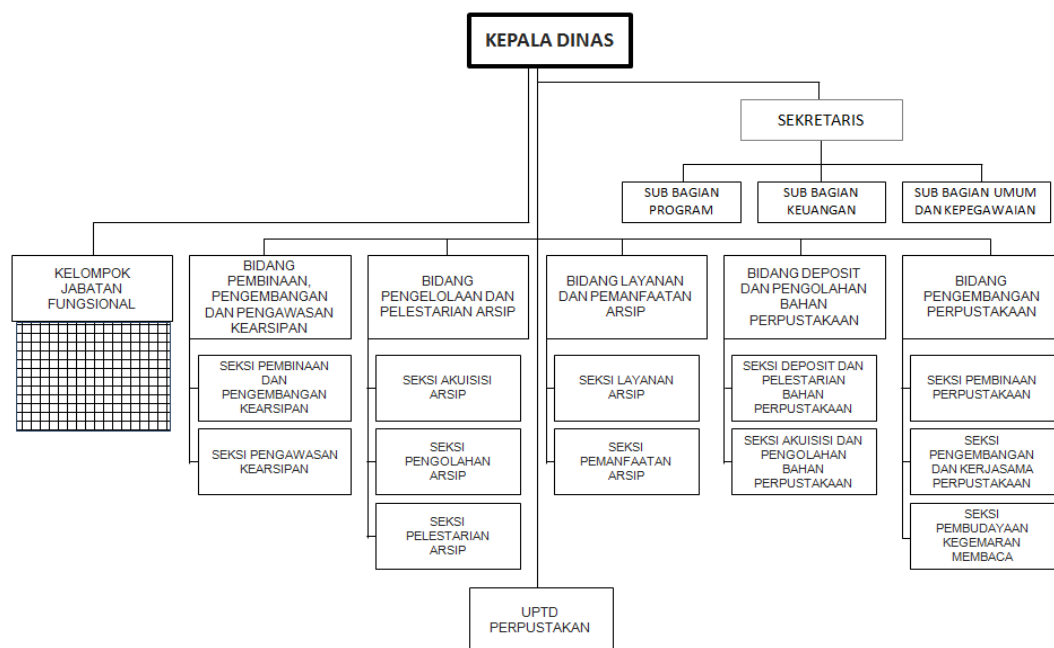 KEPALA DINAS
SEKRETARIS
SUB BAGIAN
PROGRAM
SUB BAGIAN
KEUANGAN
SUB BAGIAN UMUM
DAN KEPEGAWAIAN
KELOMPOK
JABATAN
FUNGSIONAL
BIDANG
PEMBINAAN,
PENGEMBANGAN
DAN PENGAWASAN
KEARSIPAN
BIDANG
PENGELOLAAN DAN
PELESTARIAN ARSIP
BIDANG LAYANAN
DAN PEMANFAATAN
ARSIP
BIDANG DEPOSIT
DAN PENGOLAHAN
BAHAN
PERPUSTAKAAN
BIDANG
PENGEMBANGAN
PERPUSTAKAAN
SEKSI PEMBINAAN
DAN
PENGEMBANGAN
KEARSIPAN
SEKSI AKUISISI
ARSIP
SEKSI LAYANAN
ARSIP
SEKSI DEPOSIT DAN
PELESTARIAN
BAHAN
PERPUSTAKAAN
SEKSI PEMBINAAN
PERPUSTAKAAN
SEKSI PENGAWASAN
KEARSIPAN
SEKSI
PENGOLAHAN
ARSIP
SEKSI
PEMANFAATAN
ARSIP
SEKSI AKUISISI DAN
PENGOLAHAN
BAHAN
PERPUSTAKAAN
SEKSI
PENGEMBANGAN
DAN KERJASAMA
PERPUSTAKAAN
SEKSI
PELESTARIAN
ARSIP
SEKSI
PEMBUDAYAAN
KEGEMARAN
MEMBACA
UPTD
PERPUSTAKAN